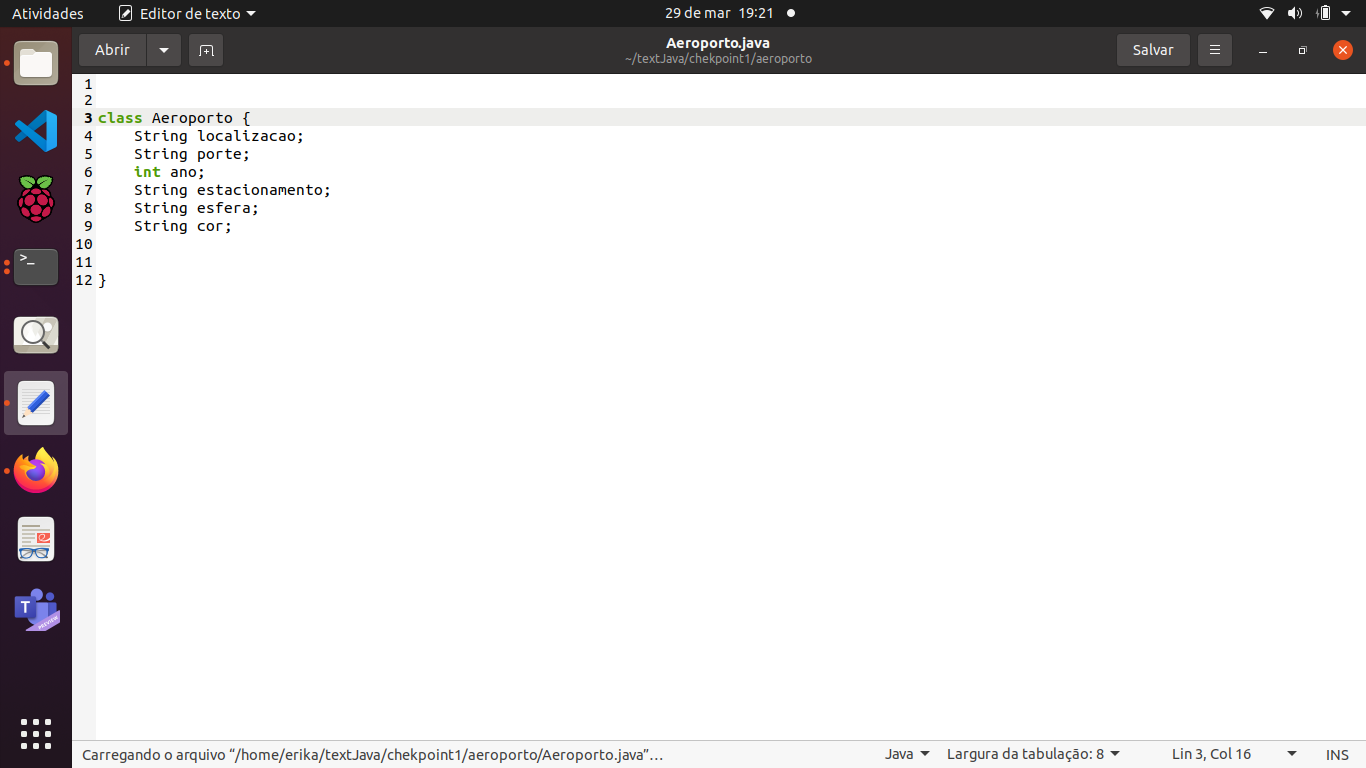 Atividades
Editor de texto
29 de mar 19:21
Abrir
Aeroporto.java
~/textJava/chekpoint1/aeroporto
Salvar
1
2
3 class Aeroporto {
4 String localizacao;
5 String porte;
6 int ano;
7 String estacionamento;
8 String esfera;
9 String cor;
10
11
12 }
>_
T
PREVIEW
Carregando o arquivo “/home/erika/textJava/chekpoint1/aeroporto/Aeroporto.java”…
Java
Largura da tabulação: 8
Lin 3, Col 16
INS